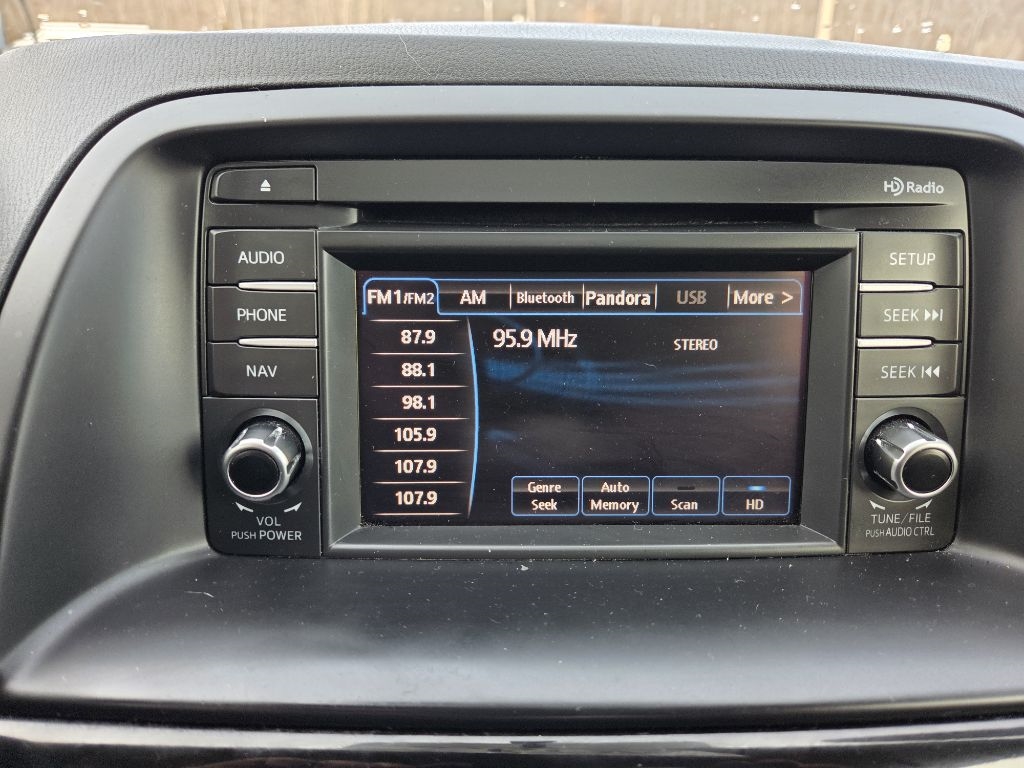 HD Radio
AUDIO
PHONE
NAV
VOL
PUSH POWER
FM1/FM2 AM Bluetooth Pandora USB More >
87.9
88.1
98.1
105.9
107.9
107.9
95.9 MHz STEREO
Genre Seek
Auto Memory
Scan
HD
SETUP
SEEK
SEEK
TUNE/FILE
PUSH AUDIO CTRL